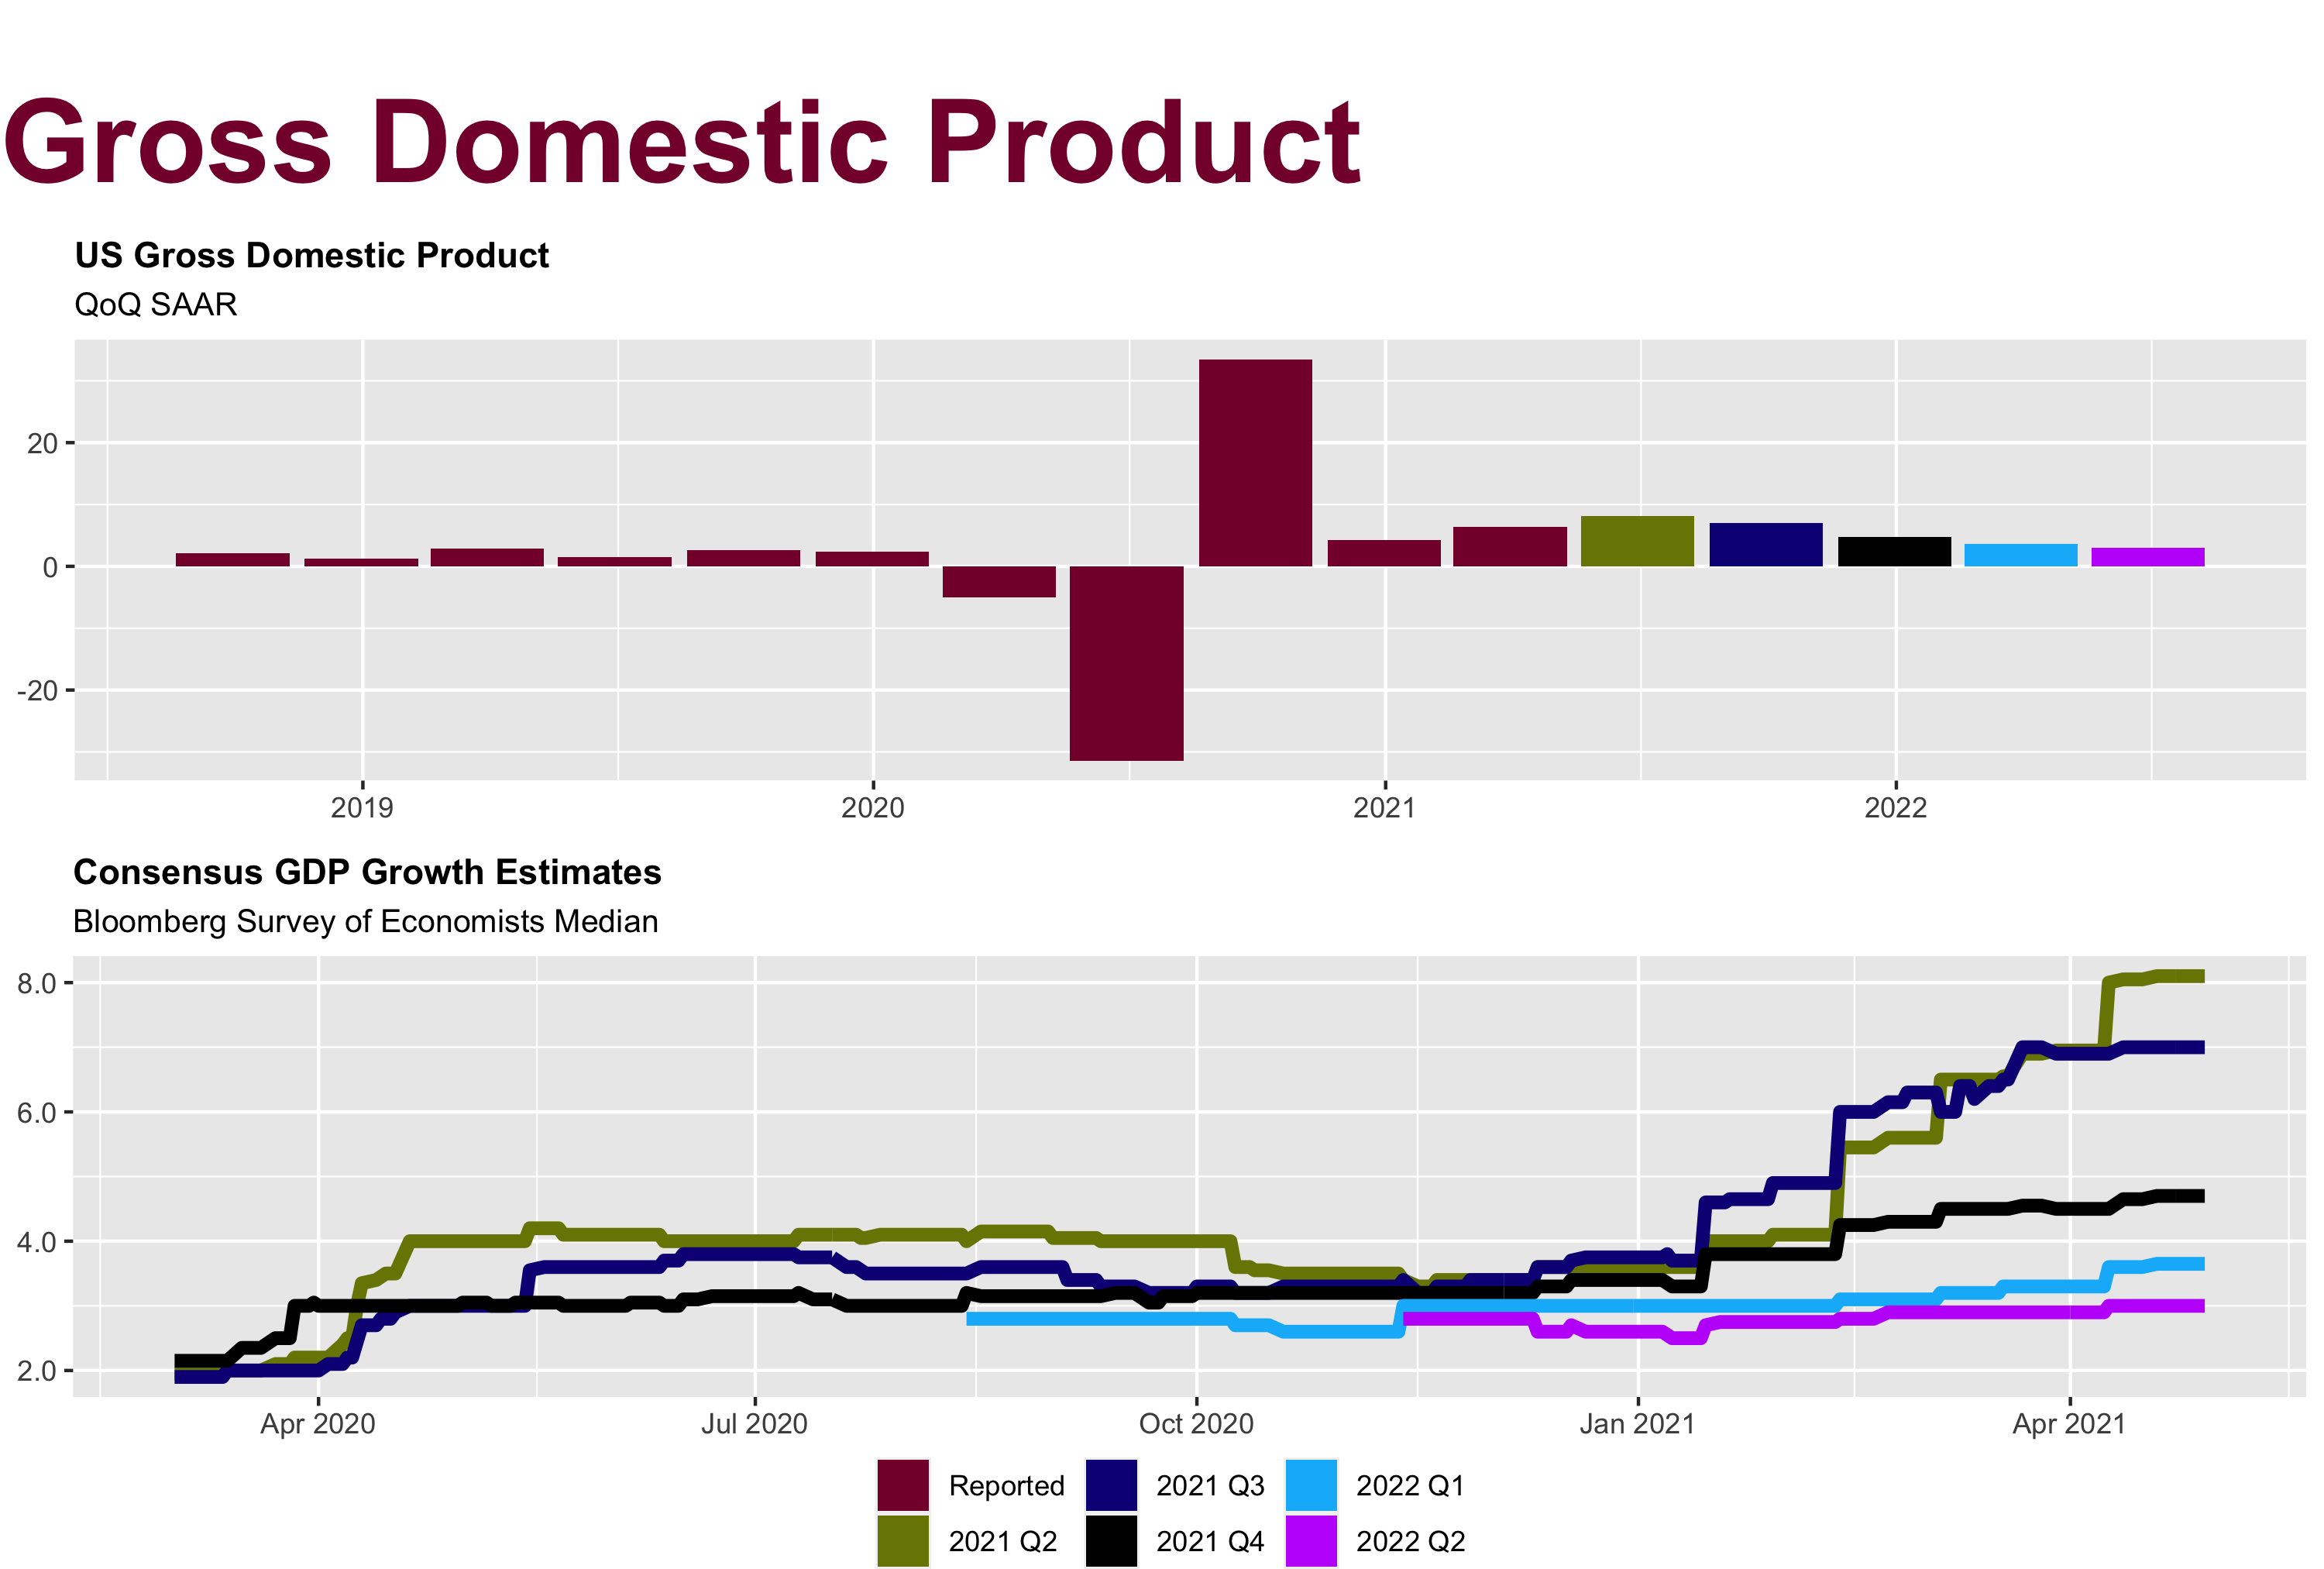 Gross Domestic Product
US Gross Domestic Product
QoQ SAAR
20
0
-20
2019 2020 2021 2022
Consensus GDP Growth Estimates
Bloomberg Survey of Economists Median
8.0
6.0
4.0
2.0
Apr 2020 Jul 2020 Oct 2020 Jan 2021 Apr 2021
Reported 2021 Q3 2022 Q1
2021 Q2 2021 Q4 2022 Q2